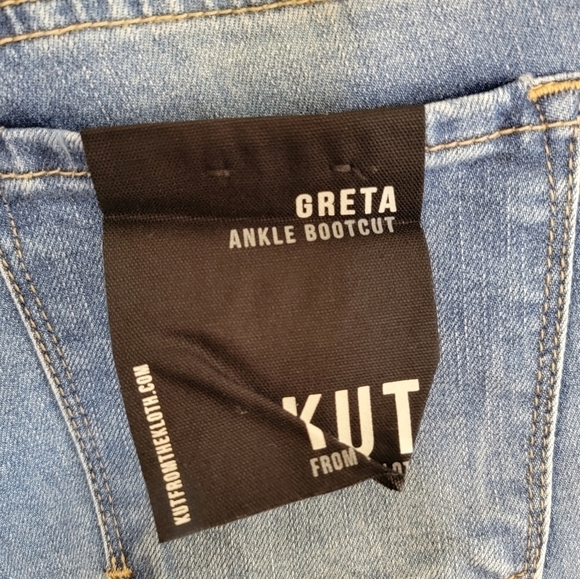 GRETA
ANKLE BOOTCUT
KUTFROMTHEKLOTH.COM
KUT
FROM